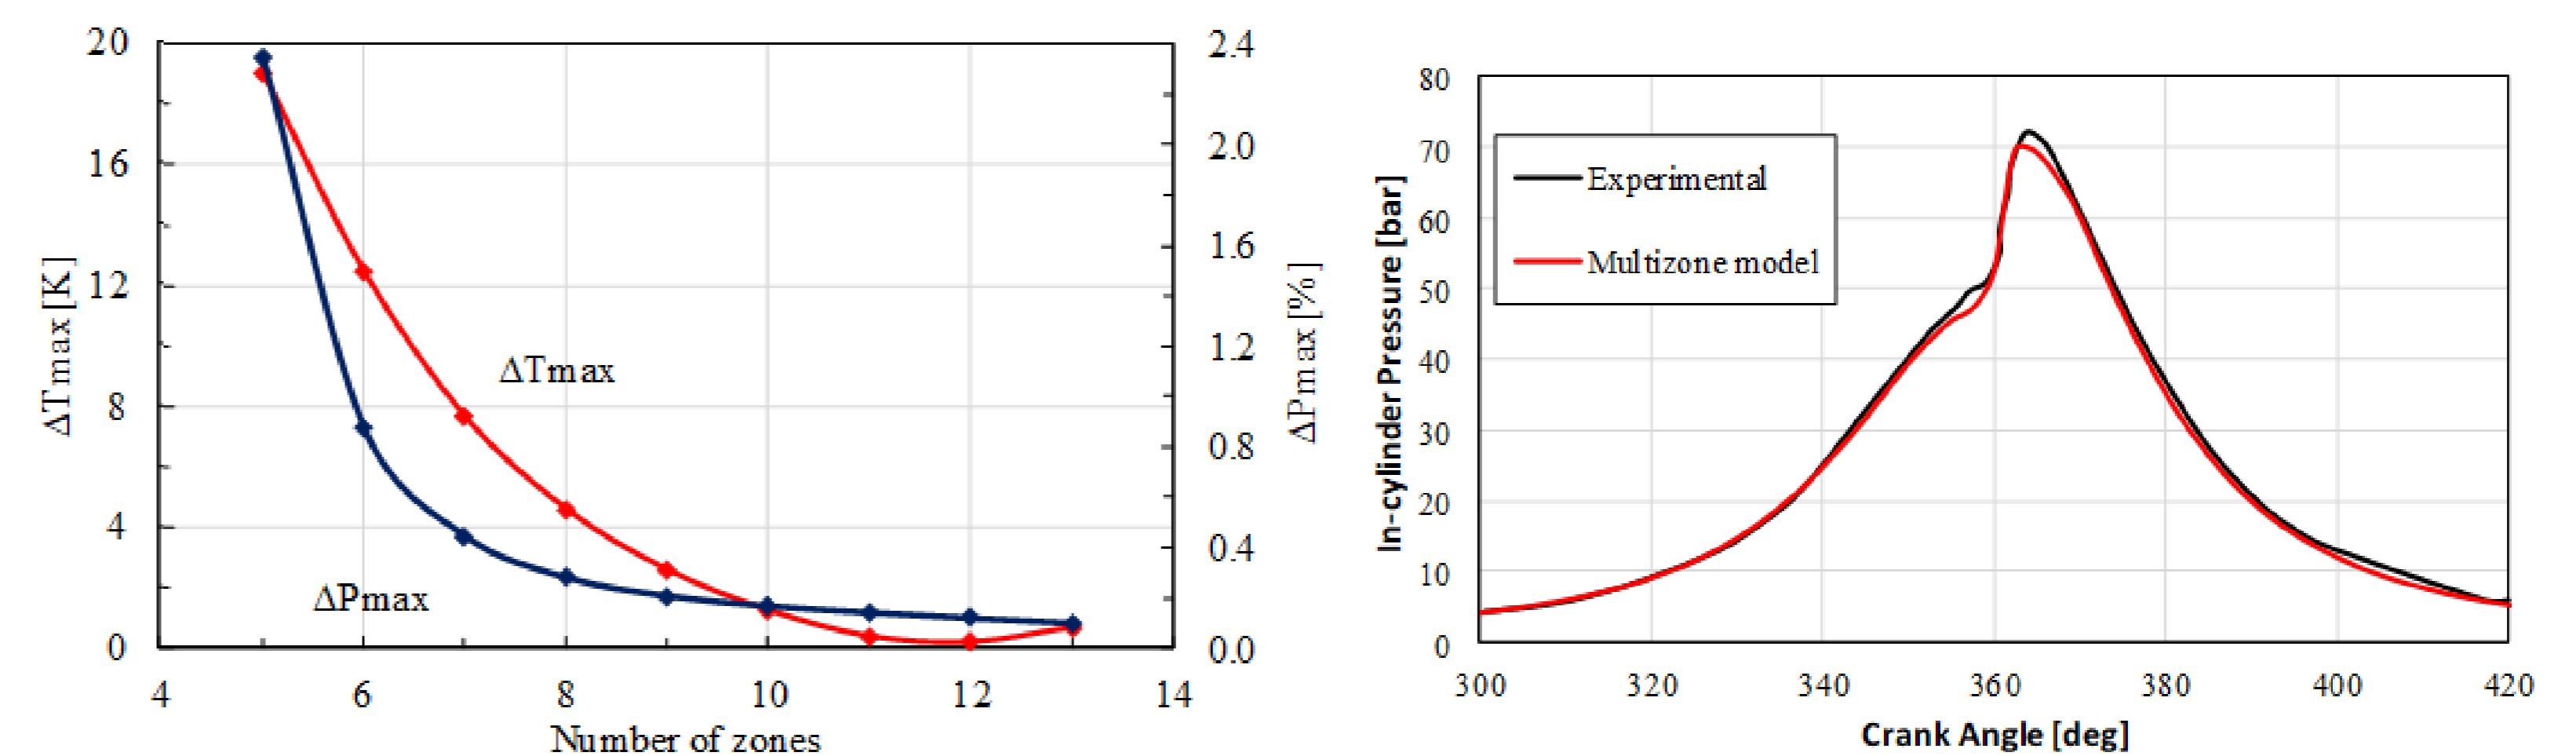 20
16
12
8
4
0
ΔTmax [K]
2.4
2.0
1.6
1.2
0.8
0.4
0.0
ΔPmax [%]
ΔTmax
ΔPmax
4 6 8 10 12 14
Number of zones
80
70
60
50
40
30
20
10
0
In-cylinder Pressure [bar]
Experimental
Multizone model
300 320 340 360 380 400 420
Crank Angle [deg]